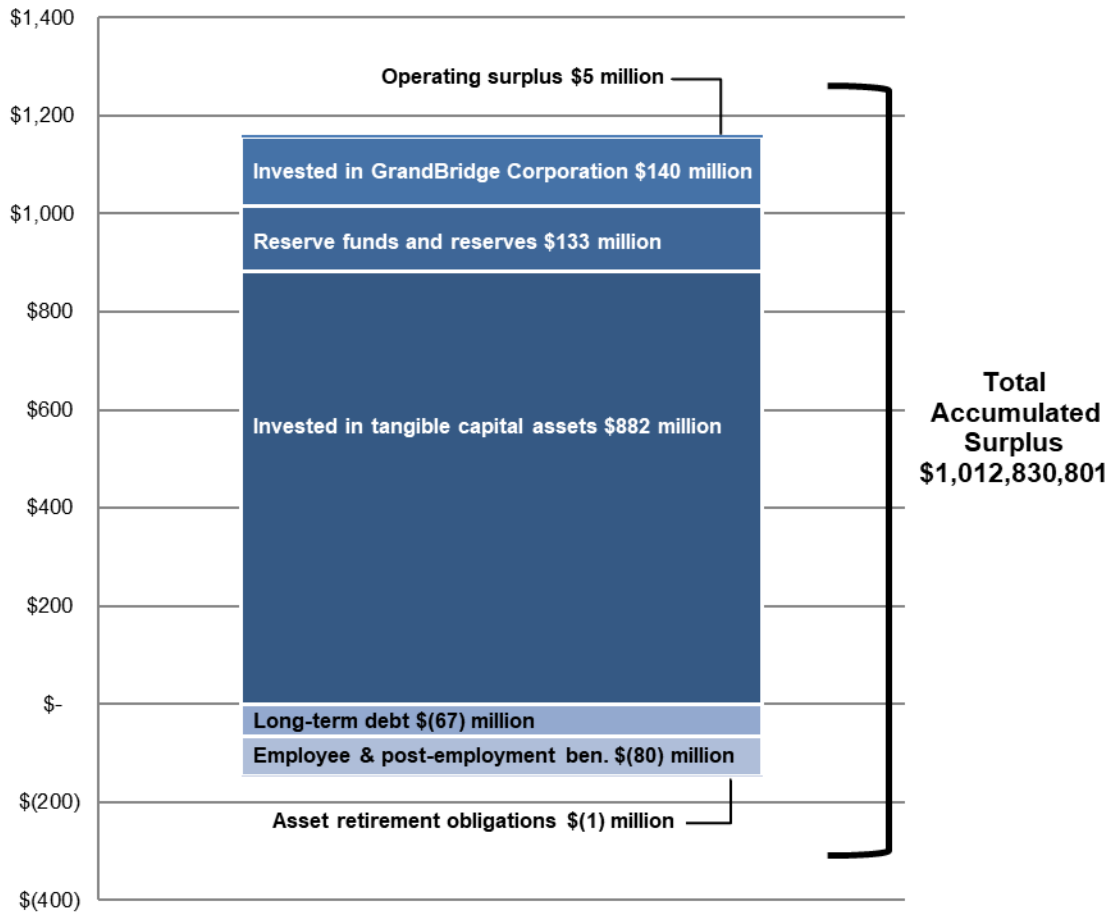 $1,400
Operating surplus $5 million
$1,200
Invested in GrandBridge Corporation $140 million
$1,000
Reserve funds and reserves $133 million
$800
Total
Accumulated
Surplus
$1,012,830,801
$600
Invested in tangible capital assets $882 million
$400
$200
$-
Long-term debt $(67) million
Employee & post-employment ben. $(80) million
$(200)
Asset retirement obligations $(1) million
$(400)